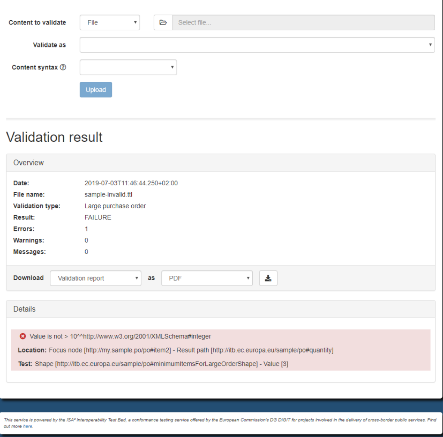 Content to validate
File
Select file...
Validate as
Content syntax
Upload
Validation result
Overview
Date: 2019-07-03T11:46:44.250+02:00
File name: sample-invalid.ttl
Validation type: Large purchase order
Result: FAILURE
Errors: 1
Warnings: 0
Messages: 0
Download Validation report as PDF
Details
Value is not > 10^^http://www.w3.org/2001/XMLSchema#integer
Location: Focus node [http://my.sample.po/po#item2] - Result path [http://itb.ec.europa.eu/sample/po#quantity]
Test: Shape [http://itb.ec.europa.eu/sample/po#minimumItemsForLargeOrderShape] - Value [3]
This service is powered by the ISA² Interoperability Test Bed, a conformance testing service offered by the European Commission's DG DIGIT for projects involved in the delivery of cross-border public services. Find
out more here.